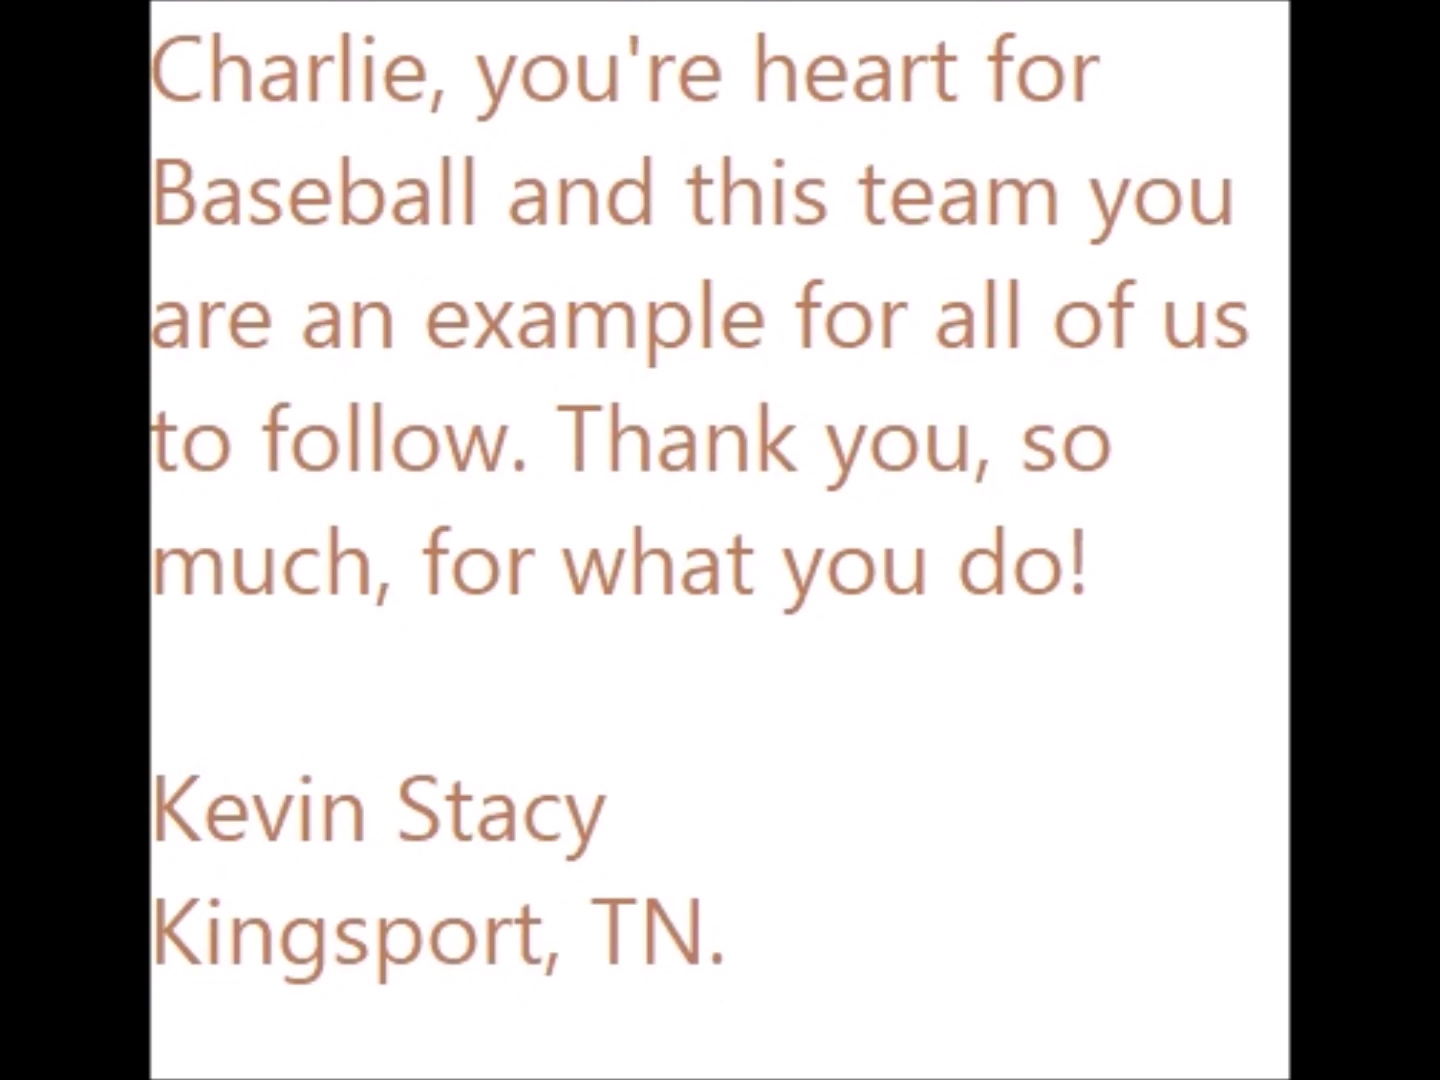 Charlie, you're heart for
Baseball and this team you
are an example for all of us
to follow. Thank you, so
much, for what you do!
Kevin Stacy
Kingsport, TN.